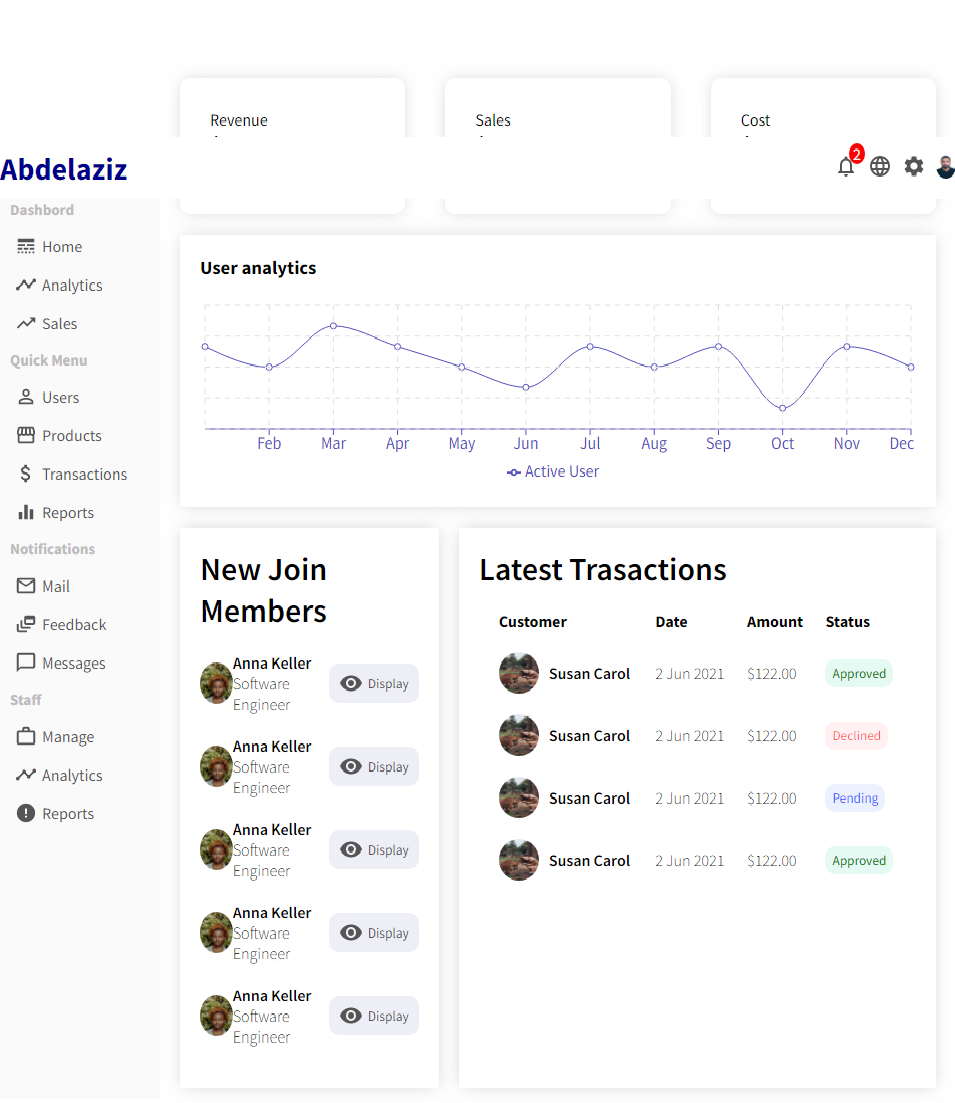 Revenue
Sales
Cost
Abdelaziz
2
Dashbord
Home
Analytics
Sales
Quick Menu
Users
Products
Transactions
Reports
Notifications
Mail
Feedback
Messages
Staff
Manage
Analytics
Reports
User analytics
Feb Mar Apr May Jun Jul Aug Sep Oct Nov Dec
Active User
New Join
Members
Anna Keller
Software
Engineer
Display
Anna Keller
Software
Engineer
Display
Anna Keller
Software
Engineer
Display
Anna Keller
Software
Engineer
Display
Anna Keller
Software
Engineer
Display
Latest Trasactions
Customer Date Amount Status
Susan Carol 2 Jun 2021 $122.00 Approved
Susan Carol 2 Jun 2021 $122.00 Declined
Susan Carol 2 Jun 2021 $122.00 Pending
Susan Carol 2 Jun 2021 $122.00 Approved